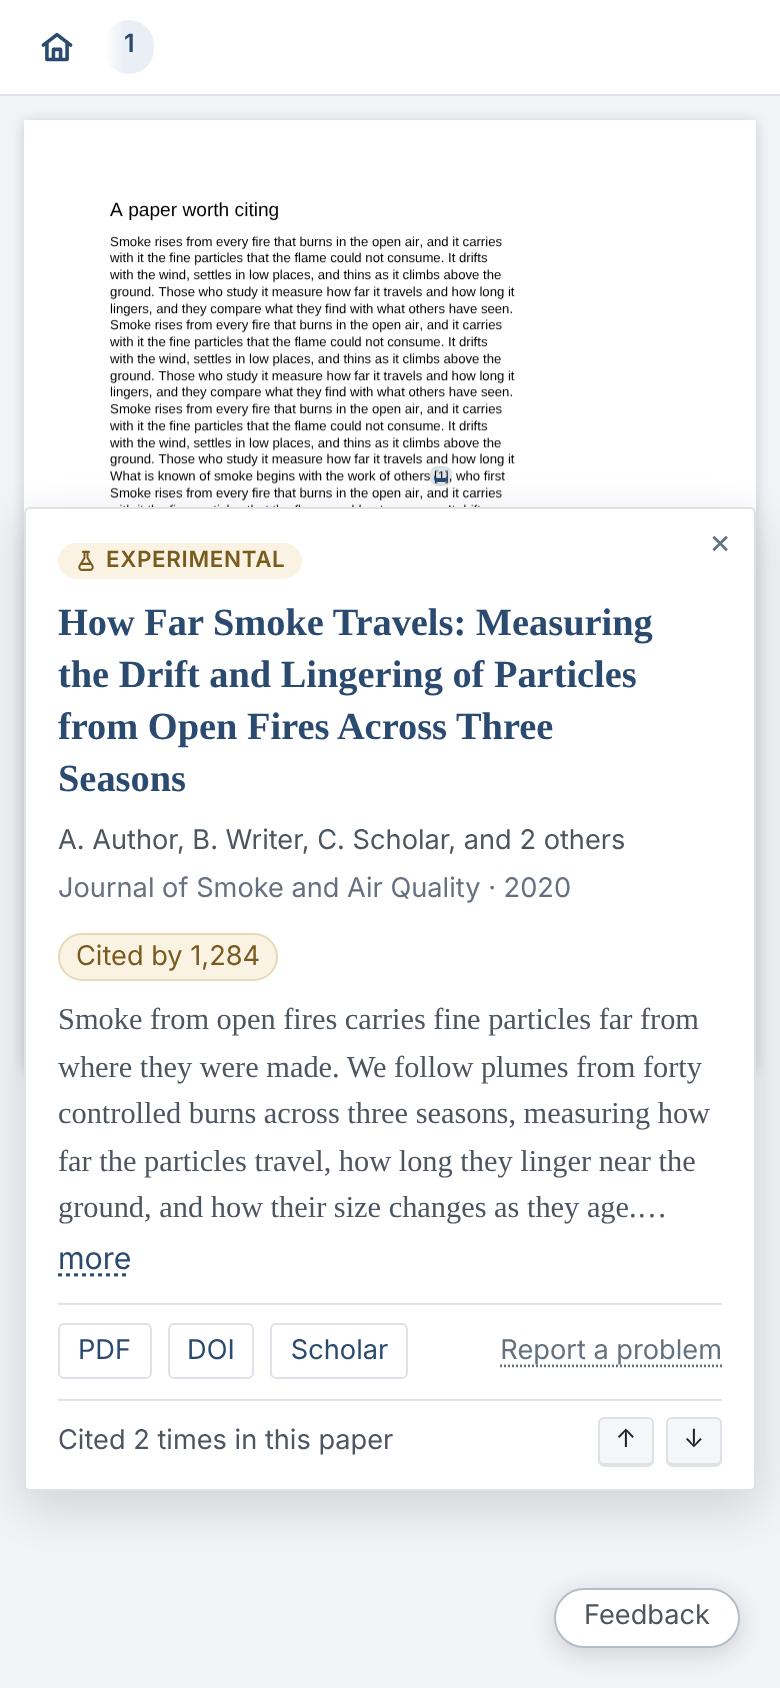 1
A paper worth citing
Smoke rises from every fire that burns in the open air, and it carries
with it the fine particles that the flame could not consume. It drifts
with the wind, settles in low places, and thins as it climbs above the
ground. Those who study it measure how far it travels and how long it
lingers, and they compare what they find with what others have seen.
Smoke rises from every fire that burns in the open air, and it carries
with it the fine particles that the flame could not consume. It drifts
with the wind, settles in low places, and thins as it climbs above the
ground. Those who study it measure how far it travels and how long it
lingers, and they compare what they find with what others have seen.
Smoke rises from every fire that burns in the open air, and it carries
with it the fine particles that the flame could not consume. It drifts
with the wind, settles in low places, and thins as it climbs above the
ground. Those who study it measure how far it travels and how long it
What is known of smoke begins with the work of others [1], who first
Smoke rises from every fire that burns in the open air, and it carries
EXPERIMENTAL
How Far Smoke Travels: Measuring
the Drift and Lingering of Particles
from Open Fires Across Three
Seasons
A. Author, B. Writer, C. Scholar, and 2 others
Journal of Smoke and Air Quality · 2020
Cited by 1,284
Smoke from open fires carries fine particles far from
where they were made. We follow plumes from forty
controlled burns across three seasons, measuring how
far the particles travel, how long they linger near the
ground, and how their size changes as they age.…
more
PDF DOI Scholar Report a problem
Cited 2 times in this paper
Feedback